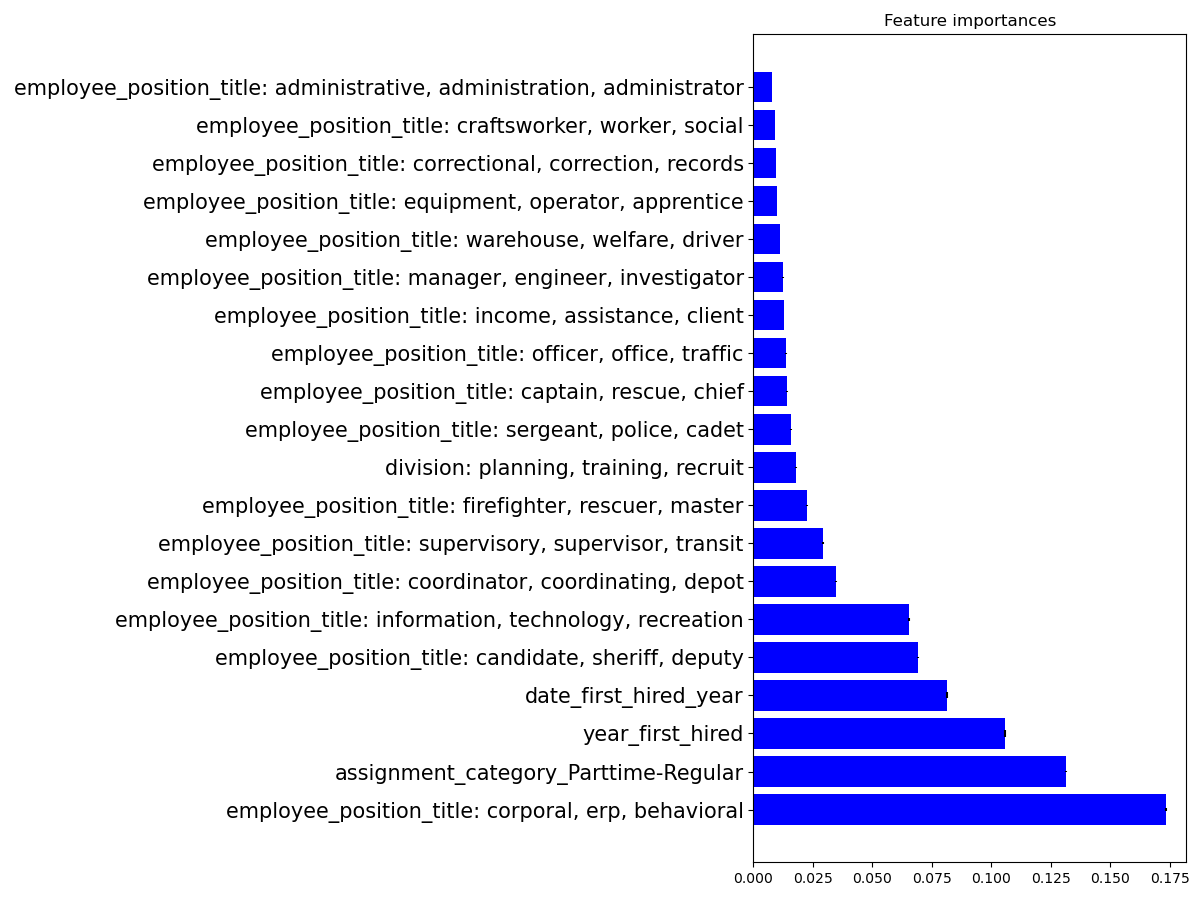 Feature importances
employee_position_title: administrative, administration, administrator
employee_position_title: craftsworker, worker, social
employee_position_title: correctional, correction, records
employee_position_title: equipment, operator, apprentice
employee_position_title: warehouse, welfare, driver
employee_position_title: manager, engineer, investigator
employee_position_title: income, assistance, client
employee_position_title: officer, office, traffic
employee_position_title: captain, rescue, chief
employee_position_title: sergeant, police, cadet
division: planning, training, recruit
employee_position_title: firefighter, rescuer, master
employee_position_title: supervisory, supervisor, transit
employee_position_title: coordinator, coordinating, depot
employee_position_title: information, technology, recreation
employee_position_title: candidate, sheriff, deputy
date_first_hired_year
year_first_hired
assignment_category_Parttime-Regular
employee_position_title: corporal, erp, behavioral
0.000 0.025 0.050 0.075 0.100 0.125 0.150 0.175